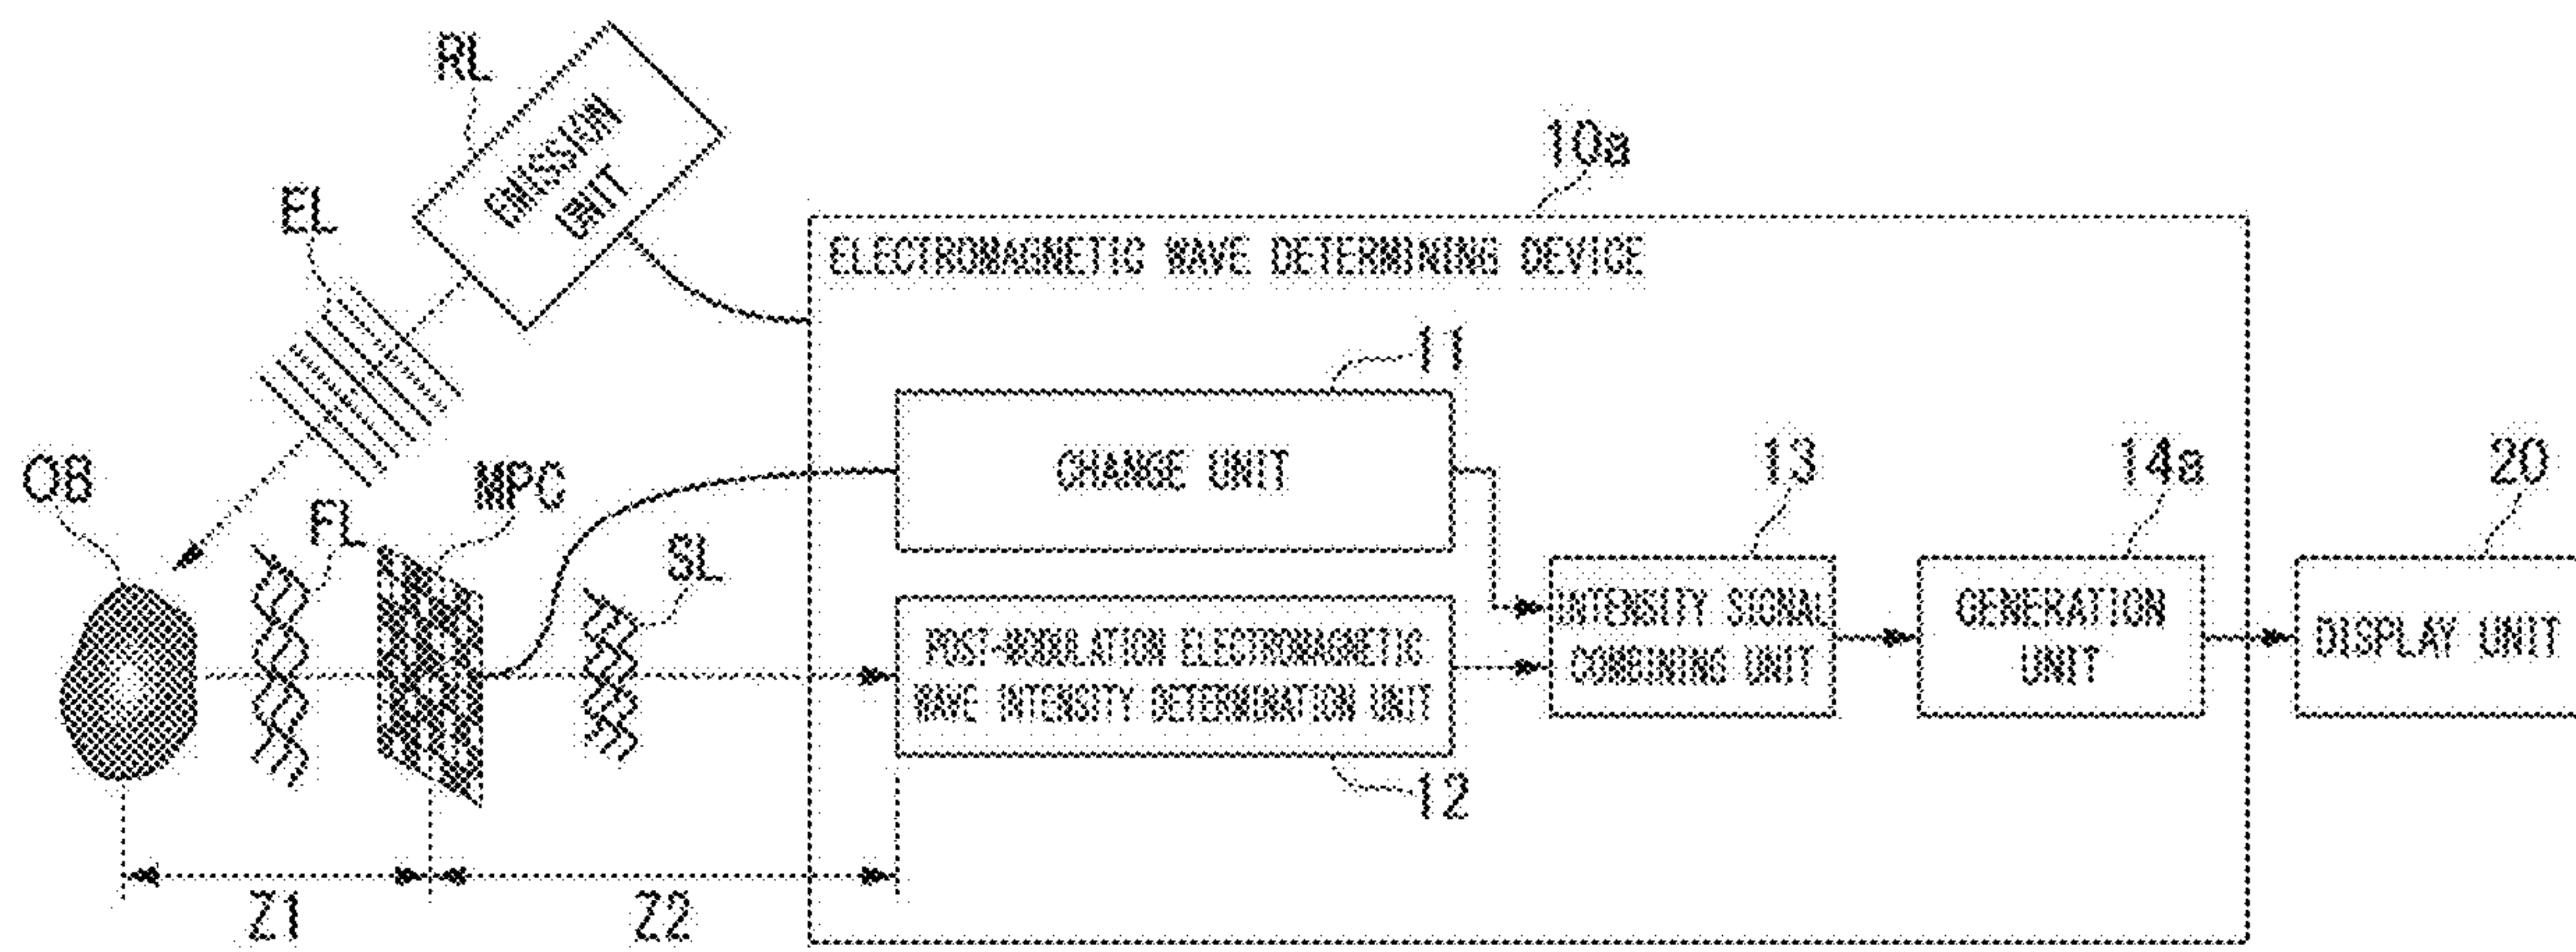 RL
EMISSION
UNIT
EL
10a
ELECTROMAGNETIC WAVE DETERMINING DEVICE
11
CHANGE UNIT
OB
FL
MPC
SL
13
14a
20
POST-MODULATION ELECTROMAGNETIC
WAVE INTENSITY DETERMINATION UNIT
INTENSITY SIGNAL
COMBINING UNIT
GENERATION
UNIT
DISPLAY UNIT
12
Z1
Z2